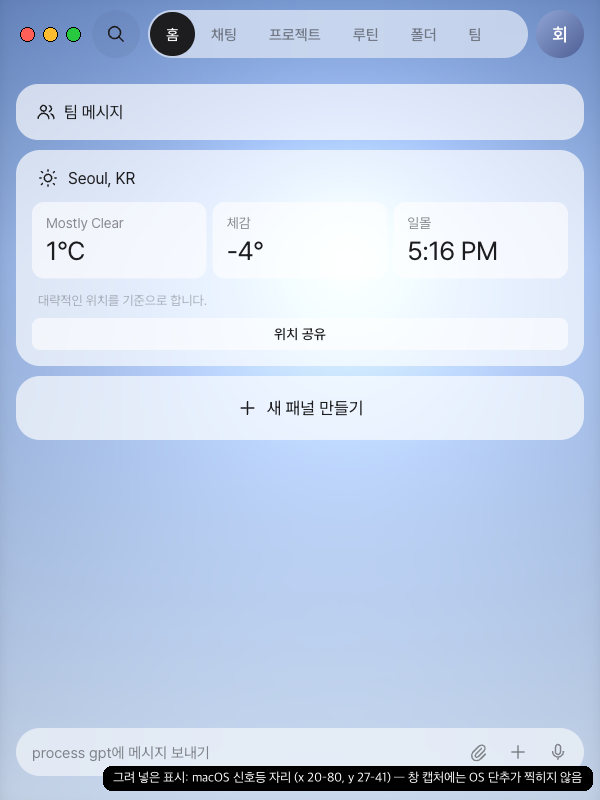 홈 채팅 프로젝트 루틴 폴더 팀 회
팀 메시지
Seoul, KR
Mostly Clear 체감 일몰
1°C -4° 5:16 PM
대략적인 위치를 기준으로 합니다.
위치 공유
새 패널 만들기
process gpt에 메시지 보내기
그려 넣은 표시: macOS 신호등 자리 (x 20-80, y 27-41) — 창 캡처에는 OS 단추가 찍히지 않음